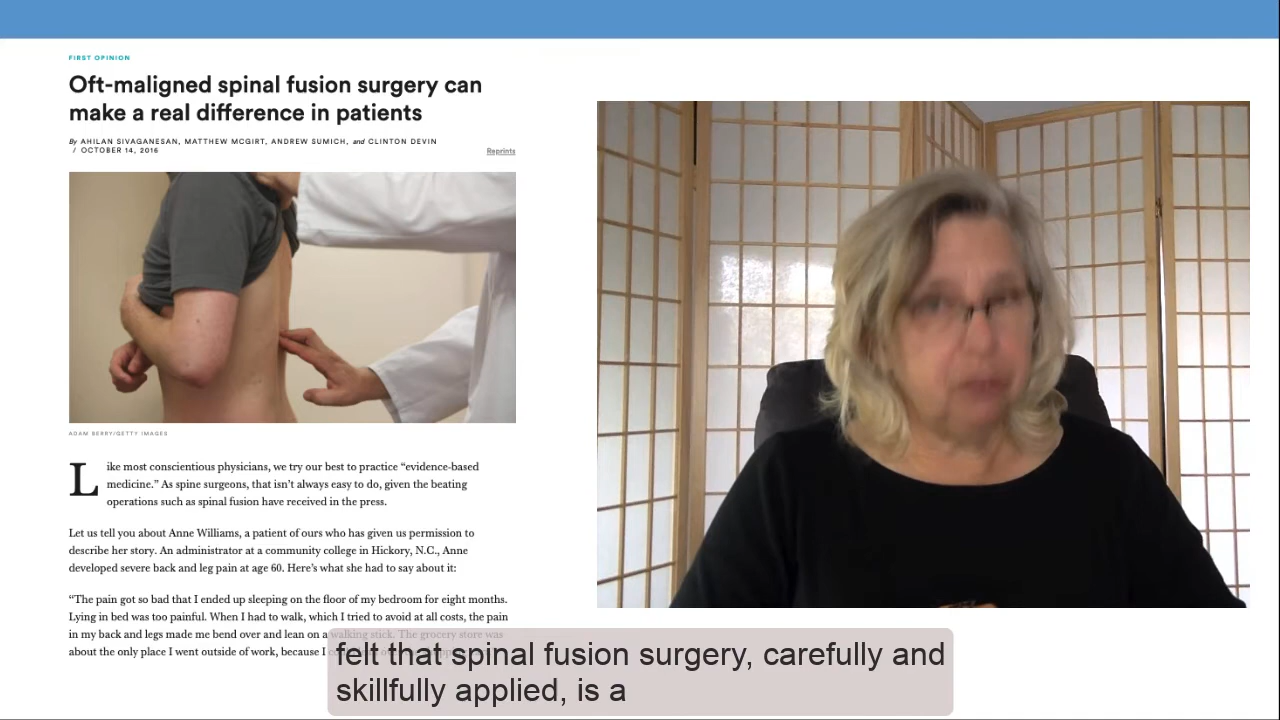 FIRST OPINION
Oft-maligned spinal fusion surgery can
make a real difference in patients
By AHILAN SIVAGANESAN, MATTHEW MCGIRT, ANDREW SUMICH, and CLINTON DEVIN
/ OCTOBER 14, 2016
Reprints
ADAM BERRY/GETTY IMAGES
Like most conscientious physicians, we try our best to practice “evidence-based
medicine.” As spine surgeons, that isn’t always easy to do, given the beating
operations such as spinal fusion have received in the press.
Let us tell you about Anne Williams, a patient of ours who has given us permission to
describe her story. An administrator at a community college in Hickory, N.C., Anne
developed severe back and leg pain at age 60. Here’s what she had to say about it:
“The pain got so bad that I ended up sleeping on the floor of my bedroom for eight months.
Lying in bed was too painful. When I had to walk, which I tried to avoid at all costs, the pain
in my back and legs made me bend over and lean on a walking stick. The grocery store was
about the only place I went outside of work, because I
felt that spinal fusion surgery, carefully and
skillfully applied, is a